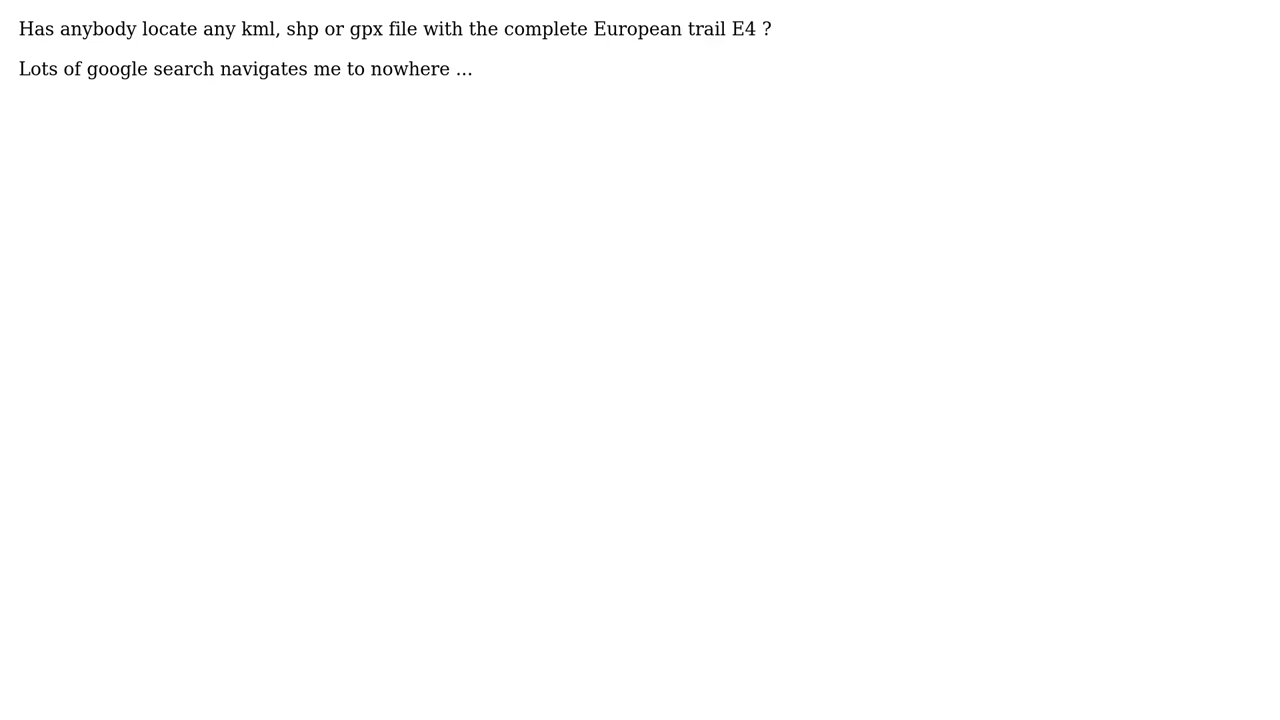 Has anybody locate any kml, shp or gpx file with the complete European trail E4 ?
Lots of google search navigates me to nowhere ...